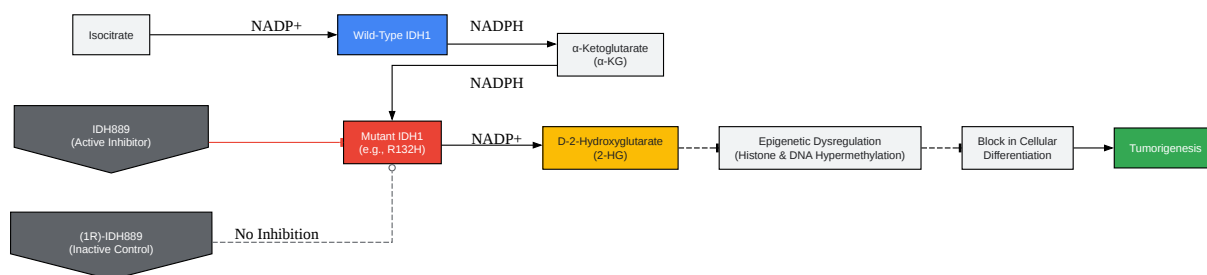 NADP+
NADPH
Isocitrate
Wild-Type IDH1
α-Ketoglutarate
(α-KG)
NADPH
IDH889
(Active Inhibitor)
Mutant IDH1
(e.g., R132H)
NADP+
D-2-Hydroxyglutarate
(2-HG)
Epigenetic Dysregulation
(Histone & DNA Hypermethylation)
Block in Cellular
Differentiation
Tumorigenesis
(1R)-IDH889
(Inactive Control)
No Inhibition